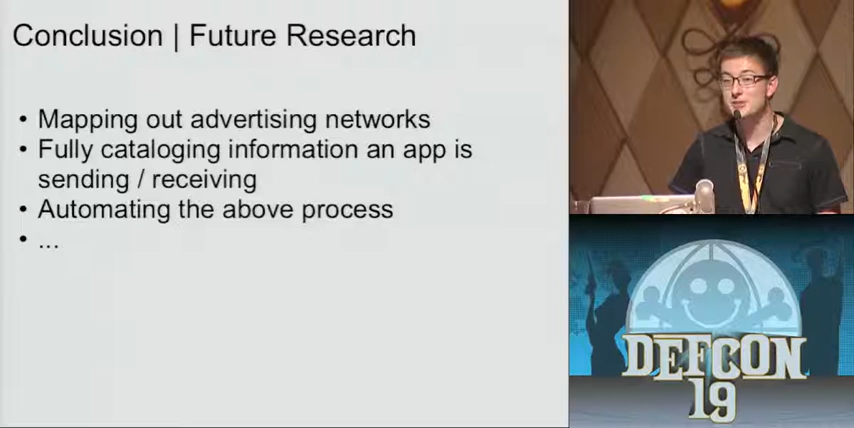 Conclusion | Future Research
• Mapping out advertising networks
• Fully cataloging information an app is
sending / receiving
• Automating the above process
• ...
DEFCON
19